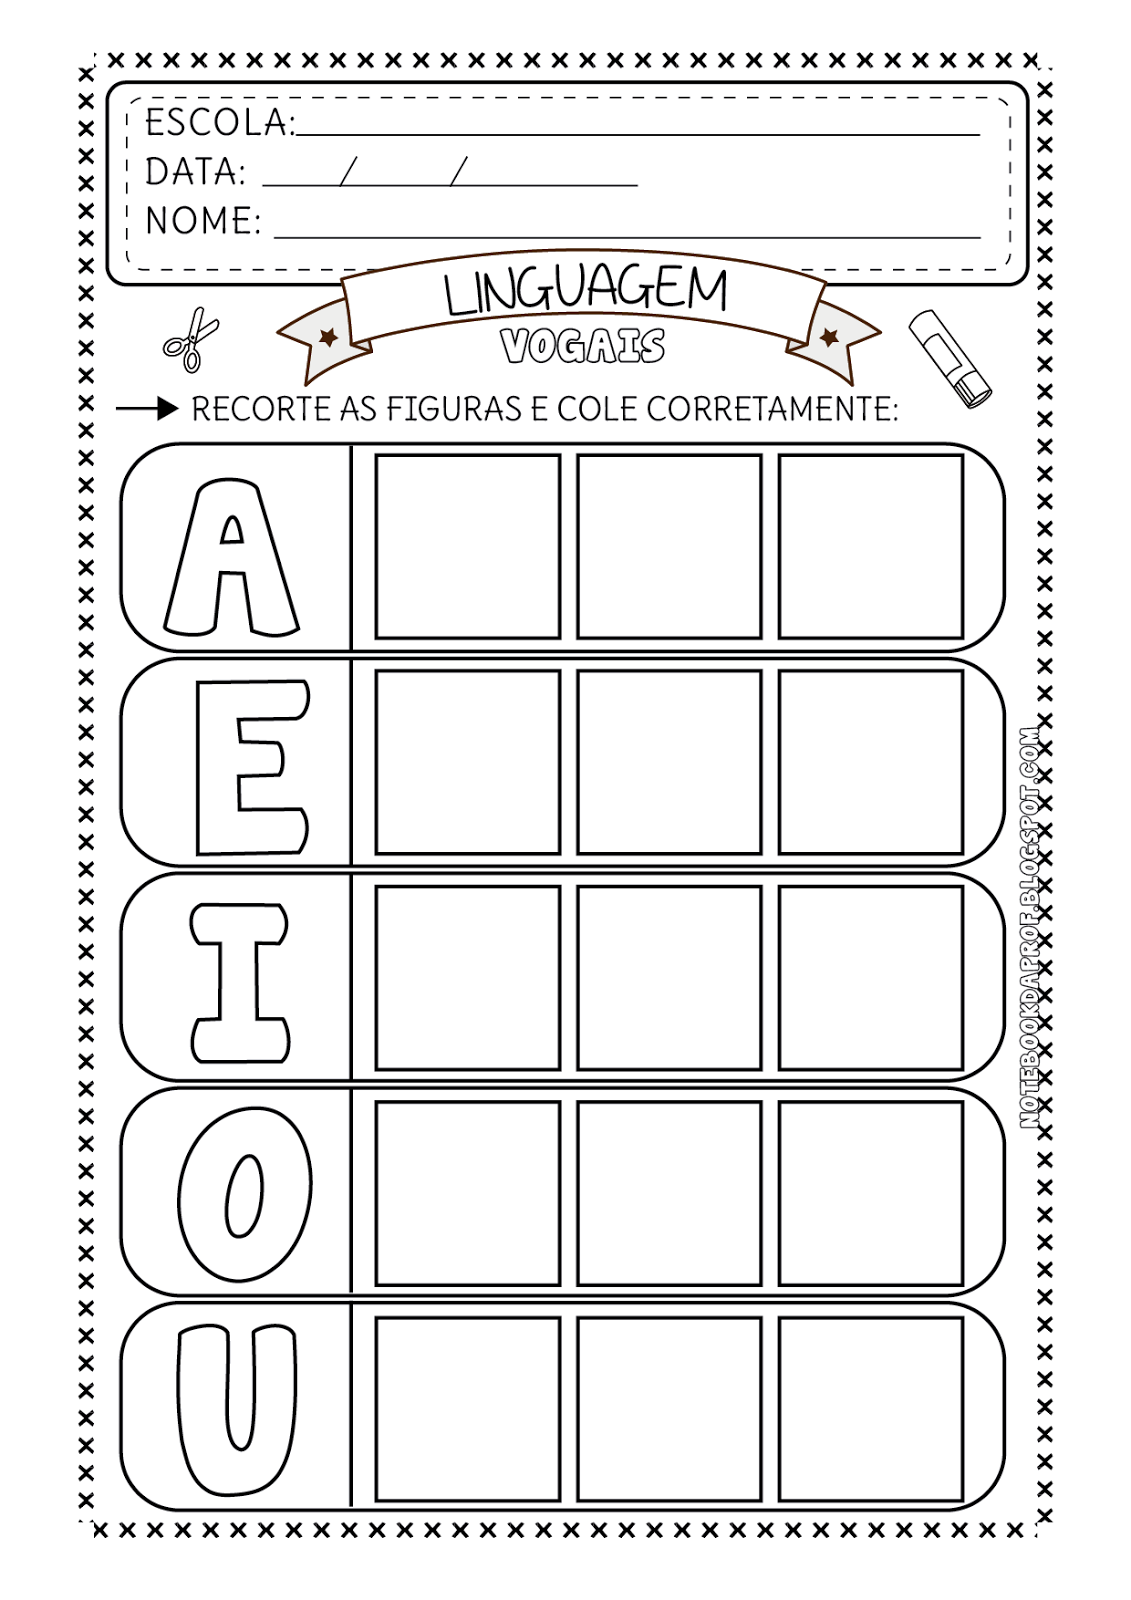 ESCOLA:
DATA: / /
NOME:
LINGUAGEM
VOGAIS
RECORTE AS FIGURAS E COLE CORRETAMENTE:
A
E
I
O
U
NOTEBOOKDAPROF.BLOGSPOT.COM